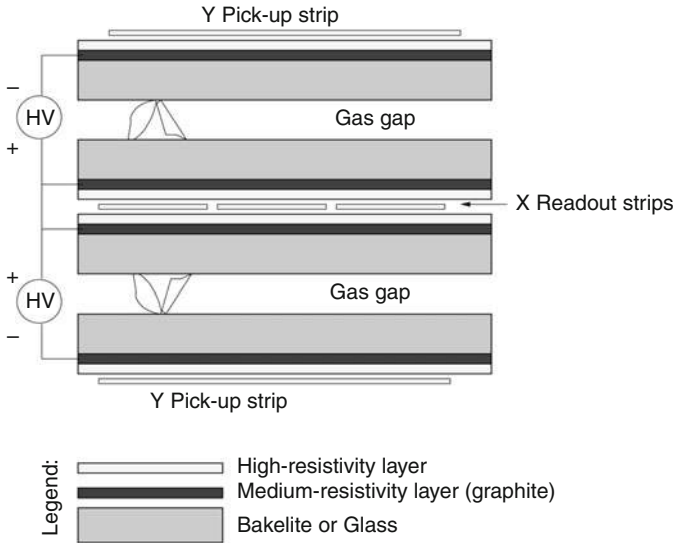 Y Pick-up strip
–
HV
Gas gap
+
X Readout strips
+
HV
Gas gap
–
Y Pick-up strip
Legend:
High-resistivity layer
Medium-resistivity layer (graphite)
Bakelite or Glass